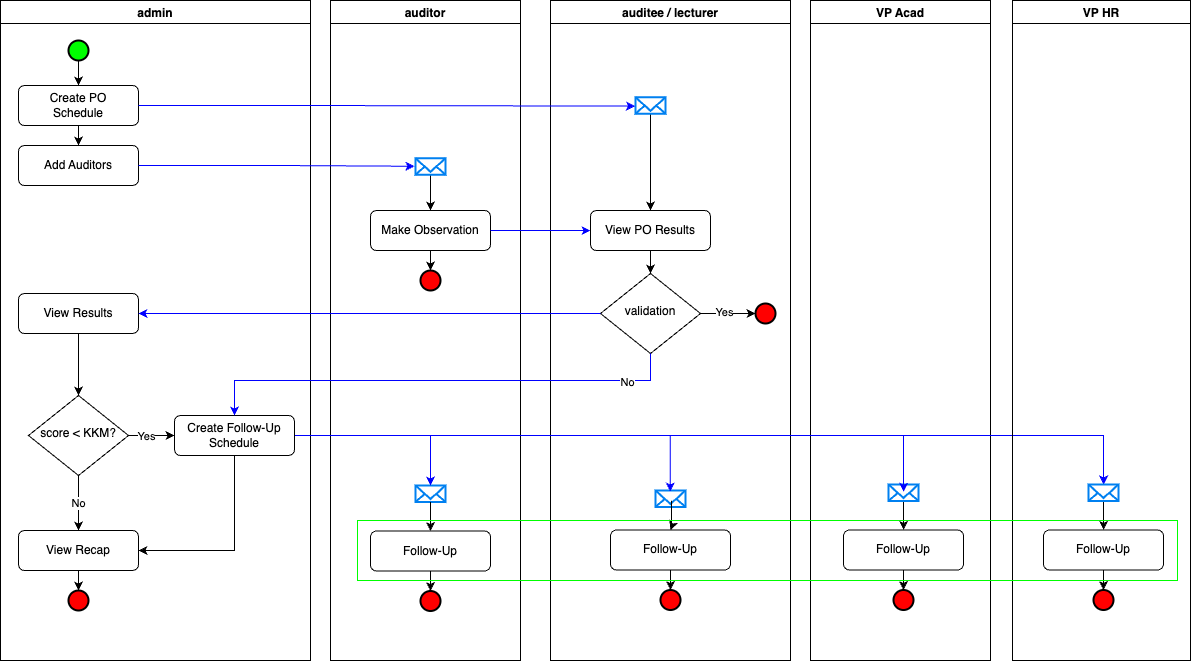 admin
auditor
auditee / lecturer
VP Acad
VP HR
Create PO
Schedule
Add Auditors
Make Observation
View PO Results
View Results
validation
Yes
No
score < KKM?
Yes
Create Follow-Up
Schedule
No
View Recap
Follow-Up
Follow-Up
Follow-Up
Follow-Up